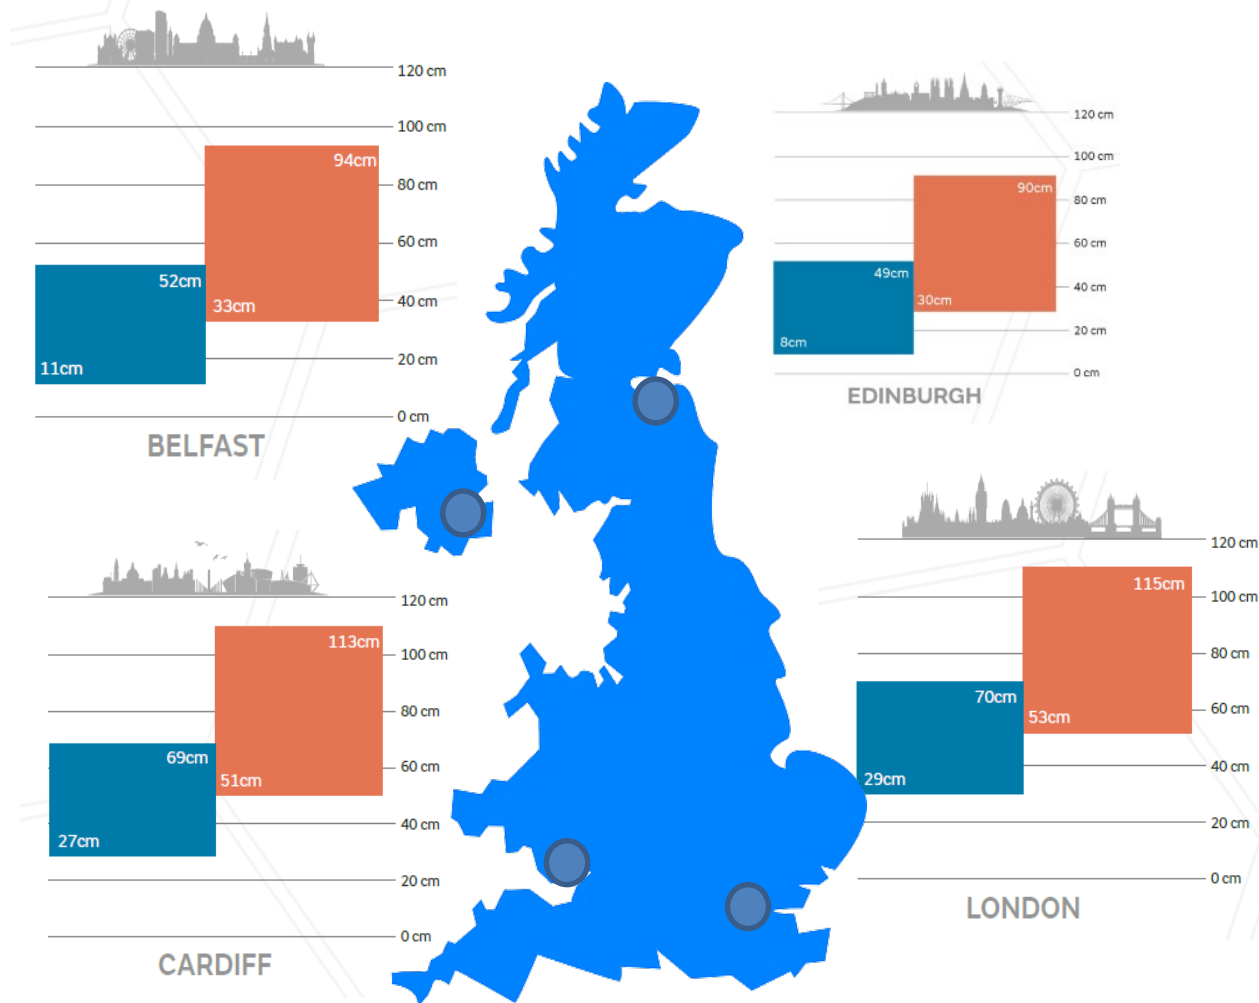 120 cm
100 cm
94cm
80 cm
60 cm
52cm
33cm
40 cm
20 cm
11cm
0 cm
BELFAST
120 cm
100 cm
90cm
80 cm
60 cm
49cm
30cm
40 cm
20 cm
8cm
0 cm
EDINBURGH
120 cm
113cm
100 cm
80 cm
69cm
51cm
60 cm
40 cm
27cm
20 cm
0 cm
CARDIFF
120 cm
115cm
100 cm
80 cm
70cm
53cm
60 cm
29cm
40 cm
20 cm
0 cm
LONDON